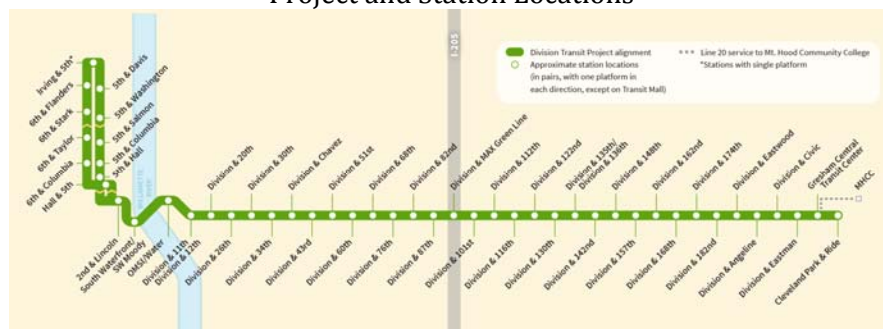 Project and Station Locations
I-205
Division Transit Project alignment
Approximate station locations
(in pairs, with one platform in
each direction, except on Transit Mall)
Line 20 service to Mt. Hood Community College
*Stations with single platform
Irving & 5th*
6th & Flanders
6th & Stark
6th & Taylor
6th & Columbia
Hall & 5th
5th & Davis
5th & Washington
5th & Salmon
5th & Columbia
5th & Hall
WILLAMETTE
RIVER
2nd & Lincoln
South Waterfront/
SW Moody
OMSI/Water
Division & 11th
Division & 12th
Division & 20th
Division & 26th
Division & 30th
Division & 34th
Division & Chavez
Division & 43rd
Division & 51st
Division & 60th
Division & 68th
Division & 76th
Division & 82nd
Division & 87th
Division & MAX Green Line
Division & 101st
Division & 112th
Division & 116th
Division & 122nd
Division & 130th
Division & 135th/
Division & 136th
Division & 142nd
Division & 148th
Division & 157th
Division & 162nd
Division & 168th
Division & 174th
Division & 182nd
Division & Eastwood
Division & Angeline
Division & Civic
Division & Eastman
Gresham Central
Transit Center
Cleveland Park & Ride
MHCC